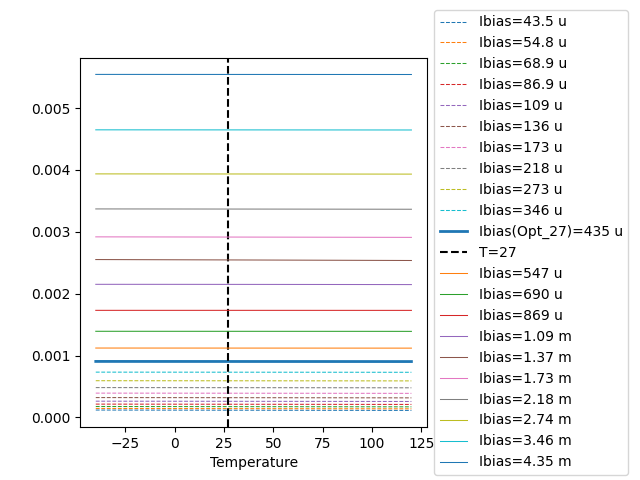 0.005
0.004
0.003
0.002
0.001
0.000
−25
0
25
50
75
100
125
Temperature
Ibias=43.5 u
Ibias=54.8 u
Ibias=68.9 u
Ibias=86.9 u
Ibias=109 u
Ibias=136 u
Ibias=173 u
Ibias=218 u
Ibias=273 u
Ibias=346 u
Ibias(Opt_27)=435 u
T=27
Ibias=547 u
Ibias=690 u
Ibias=869 u
Ibias=1.09 m
Ibias=1.37 m
Ibias=1.73 m
Ibias=2.18 m
Ibias=2.74 m
Ibias=3.46 m
Ibias=4.35 m